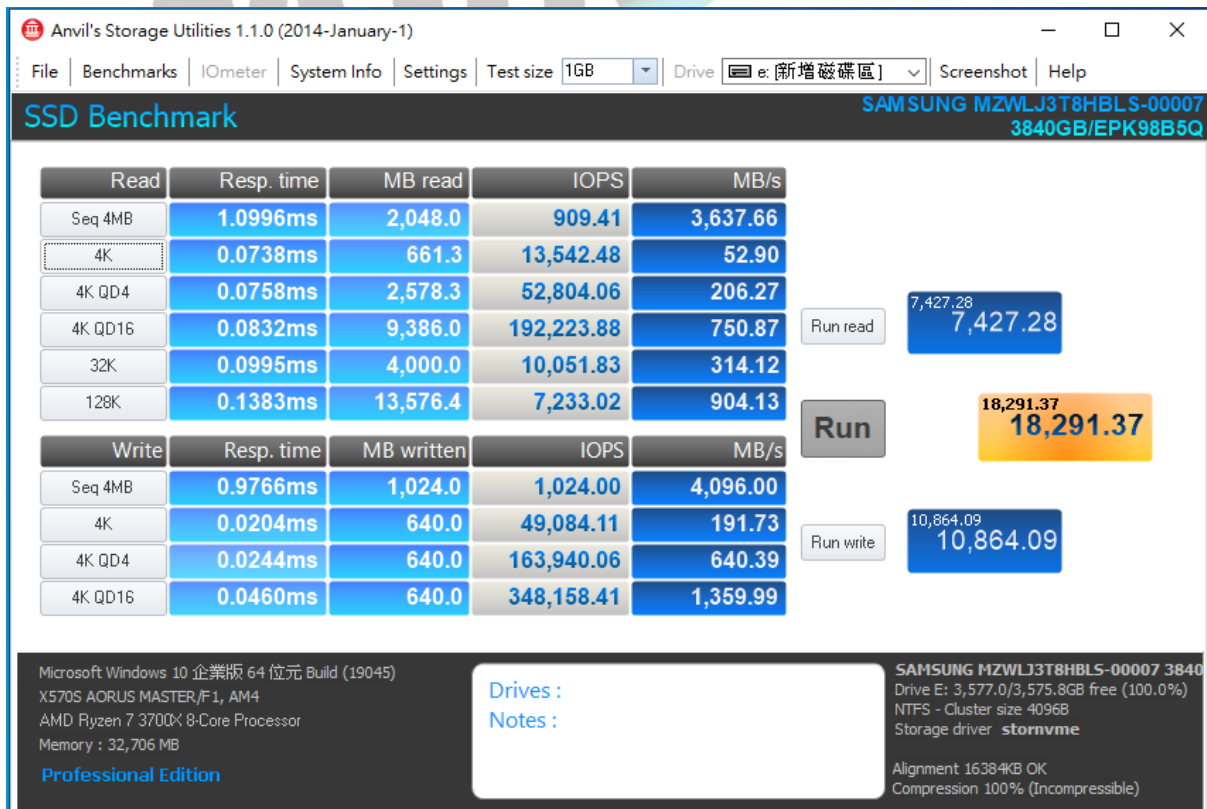 Anvil's Storage Utilities 1.1.0 (2014-January-1)
File Benchmarks IOmeter System Info Settings Test size 1GB Drive e: [新增磁碟區] Screenshot Help
SSD Benchmark
SAMSUNG MZWLJ3T8HBLS-00007
3840GB/EPK98B5Q
Read Resp. time MB read IOPS MB/s
Seq 4MB 1.0996ms 2,048.0 909.41 3,637.66
4K 0.0738ms 661.3 13,542.48 52.90
4K QD4 0.0758ms 2,578.3 52,804.06 206.27
4K QD16 0.0832ms 9,386.0 192,223.88 750.87
32K 0.0995ms 4,000.0 10,051.83 314.12
128K 0.1383ms 13,576.4 7,233.02 904.13
Run read
7,427.28
7,427.28
Run
18,291.37
18,291.37
Write Resp. time MB written IOPS MB/s
Seq 4MB 0.9766ms 1,024.0 1,024.00 4,096.00
4K 0.0204ms 640.0 49,084.11 191.73
4K QD4 0.0244ms 640.0 163,940.06 640.39
4K QD16 0.0460ms 640.0 348,158.41 1,359.99
Run write
10,864.09
10,864.09
Microsoft Windows 10 企業版 64 位元 Build (19045)
X570S AORUS MASTER/F1, AM4
AMD Ryzen 7 3700X 8-Core Processor
Memory : 32,706 MB
Professional Edition
Drives :
Notes :
SAMSUNG MZWLJ3T8HBLS-00007 3840
Drive E: 3,577.0/3,575.8GB free (100.0%)
NTFS - Cluster size 4096B
Storage driver stornvme
Alignment 16384KB OK
Compression 100% (Incompressible)